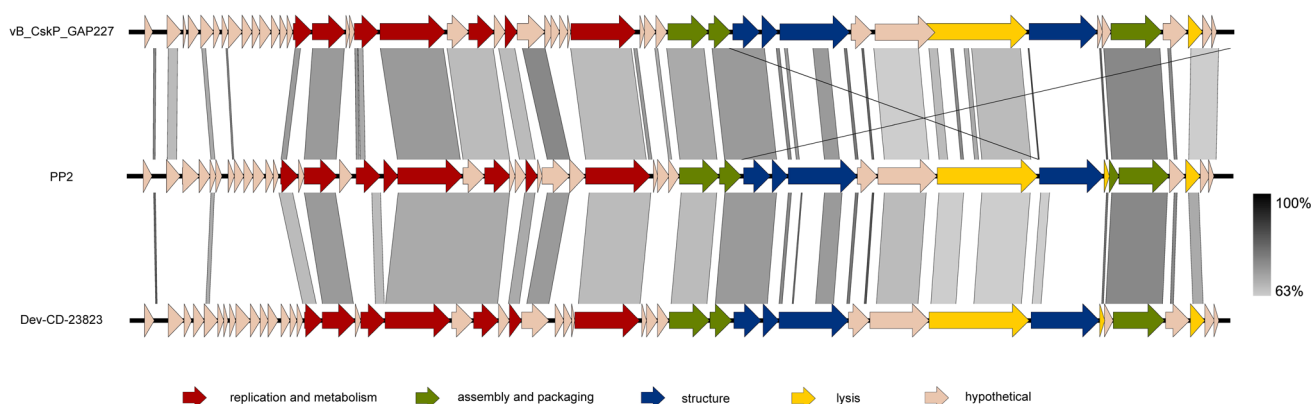 vB_CskP_GAP227
PP2
100%
63%
Dev-CD-23823
replication and metabolism
assembly and packaging
structure
lysis
hypothetical